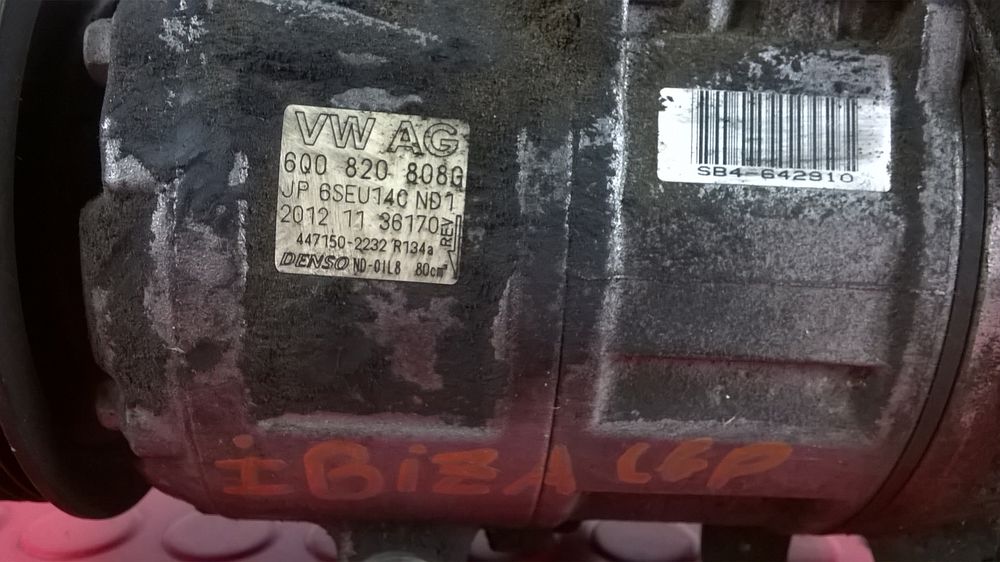 VW AG
6Q0 820 808G
JP 6SEU14C ND1
2012 11 36170
REV
447150-2232 R134a
DENSO ND-OIL8 80cm³
SB4-642910
IBIZA